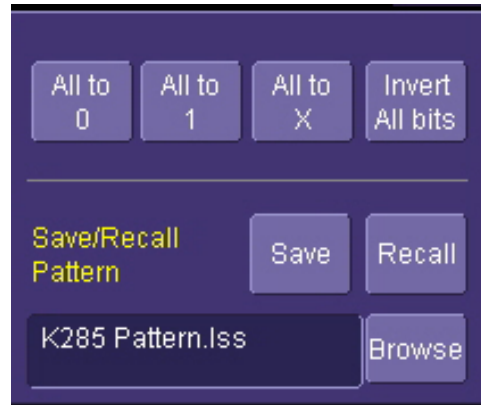 All to All to All to Invert
0 1 X All bits
Save/Recall
Pattern
Save Recall
K285 Pattern.lss
Browse